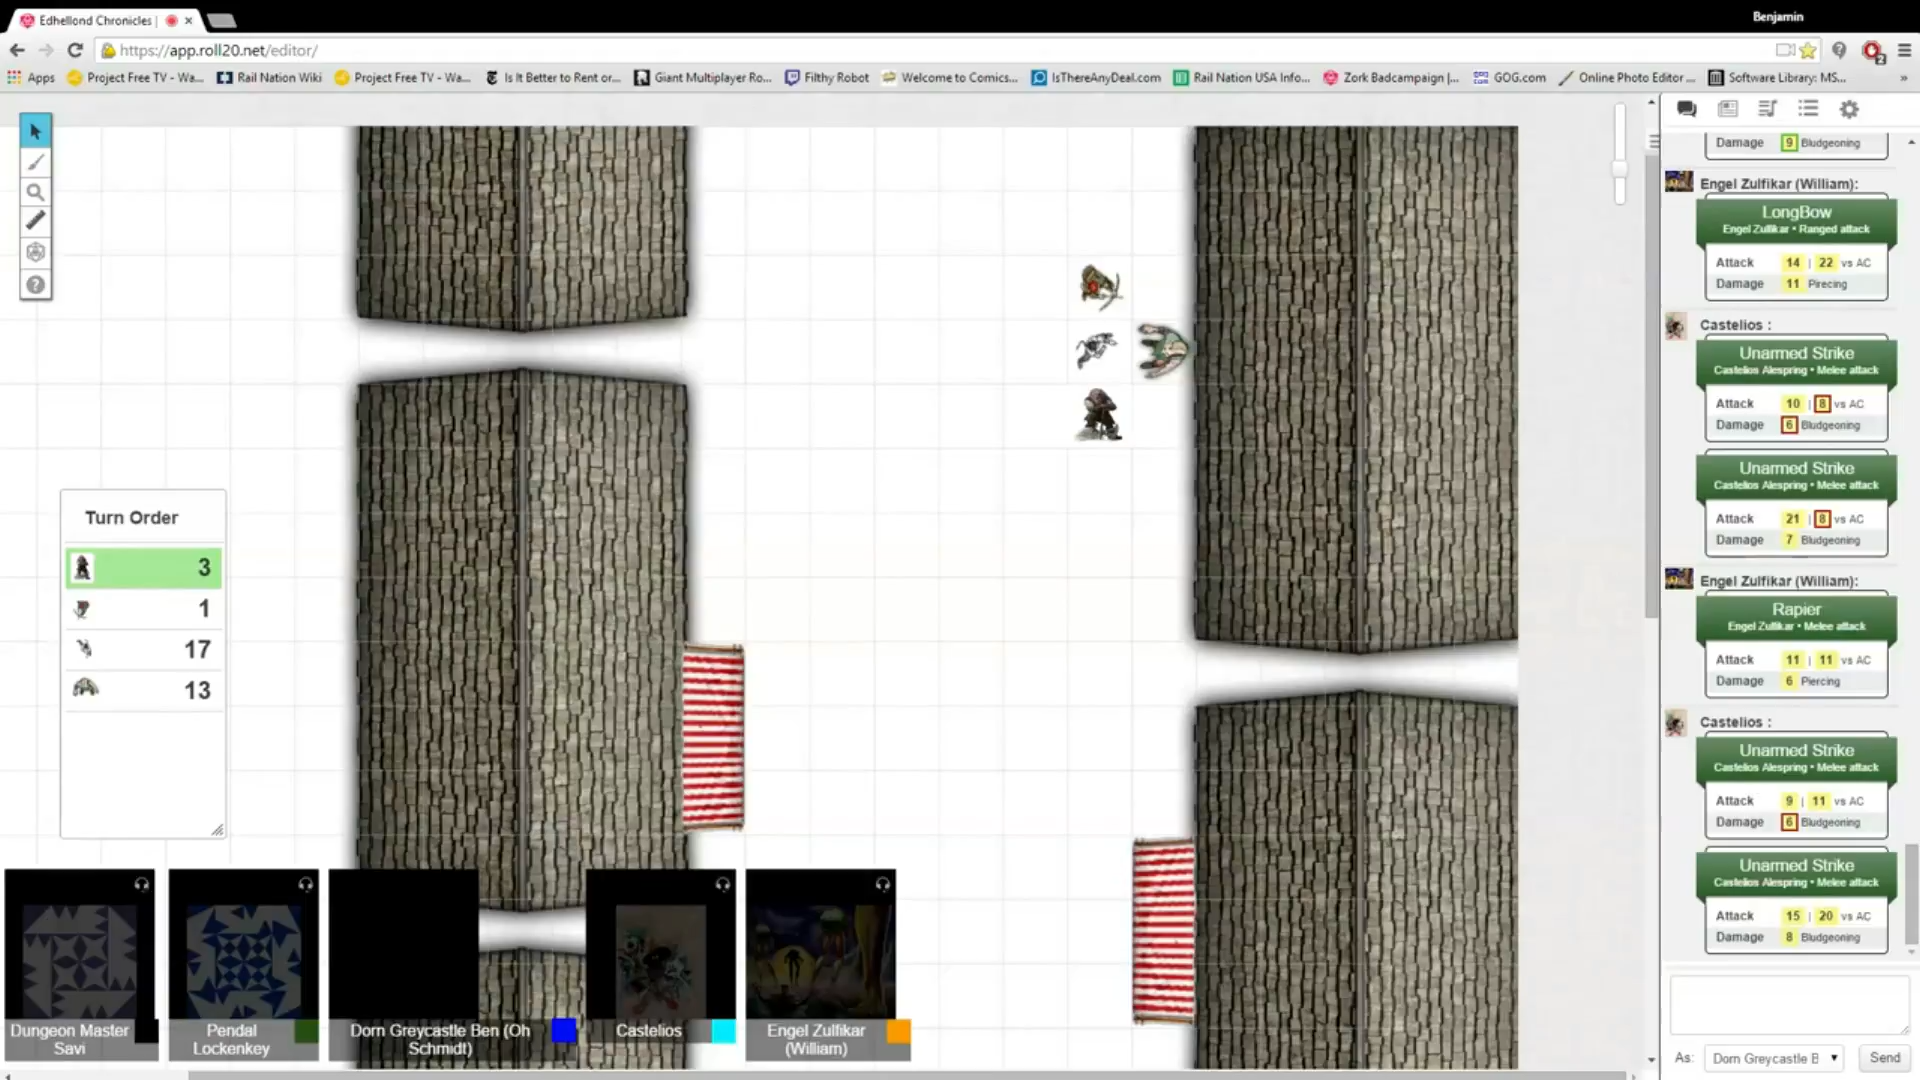 Benjamin
Edhellond Chronicles |
https://app.roll20.net/editor/
2
Apps
Project Free TV - Wa...
Rail Nation Wiki
Project Free TV - Wa...
Is It Better to Rent or...
Giant Multiplayer Ro...
Filthy Robot
Welcome to Comics...
IsThereAnyDeal.com
Rail Nation USA Info...
Zork Badcampaign |...
GOG.com
Online Photo Editor ...
Software Library: MS...
Damage 9 Bludgeoning
Engel Zulfikar (William):
LongBow
Engel Zulfikar • Ranged attack
Attack 14 | 22 vs AC
Damage 11 Pirecing
Castelios :
Unarmed Strike
Castelios Alespring • Melee attack
Attack 10 | 8 vs AC
Damage 6 Bludgeoning
Unarmed Strike
Castelios Alespring • Melee attack
Attack 21 | 8 vs AC
Damage 7 Bludgeoning
Engel Zulfikar (William):
Rapier
Engel Zulfikar • Melee attack
Attack 11 | 11 vs AC
Damage 6 Piercing
Castelios :
Unarmed Strike
Castelios Alespring • Melee attack
Attack 9 | 11 vs AC
Damage 6 Bludgeoning
Unarmed Strike
Castelios Alespring • Melee attack
Attack 15 | 20 vs AC
Damage 8 Bludgeoning
As: Dorn Greycastle B
Send
Turn Order
3
1
17
13
Dungeon Master
Savi
Pendal
Lockenkey
Dorn Greycastle Ben (Oh
Schmidt)
Castelios
Engel Zulfikar
(William)